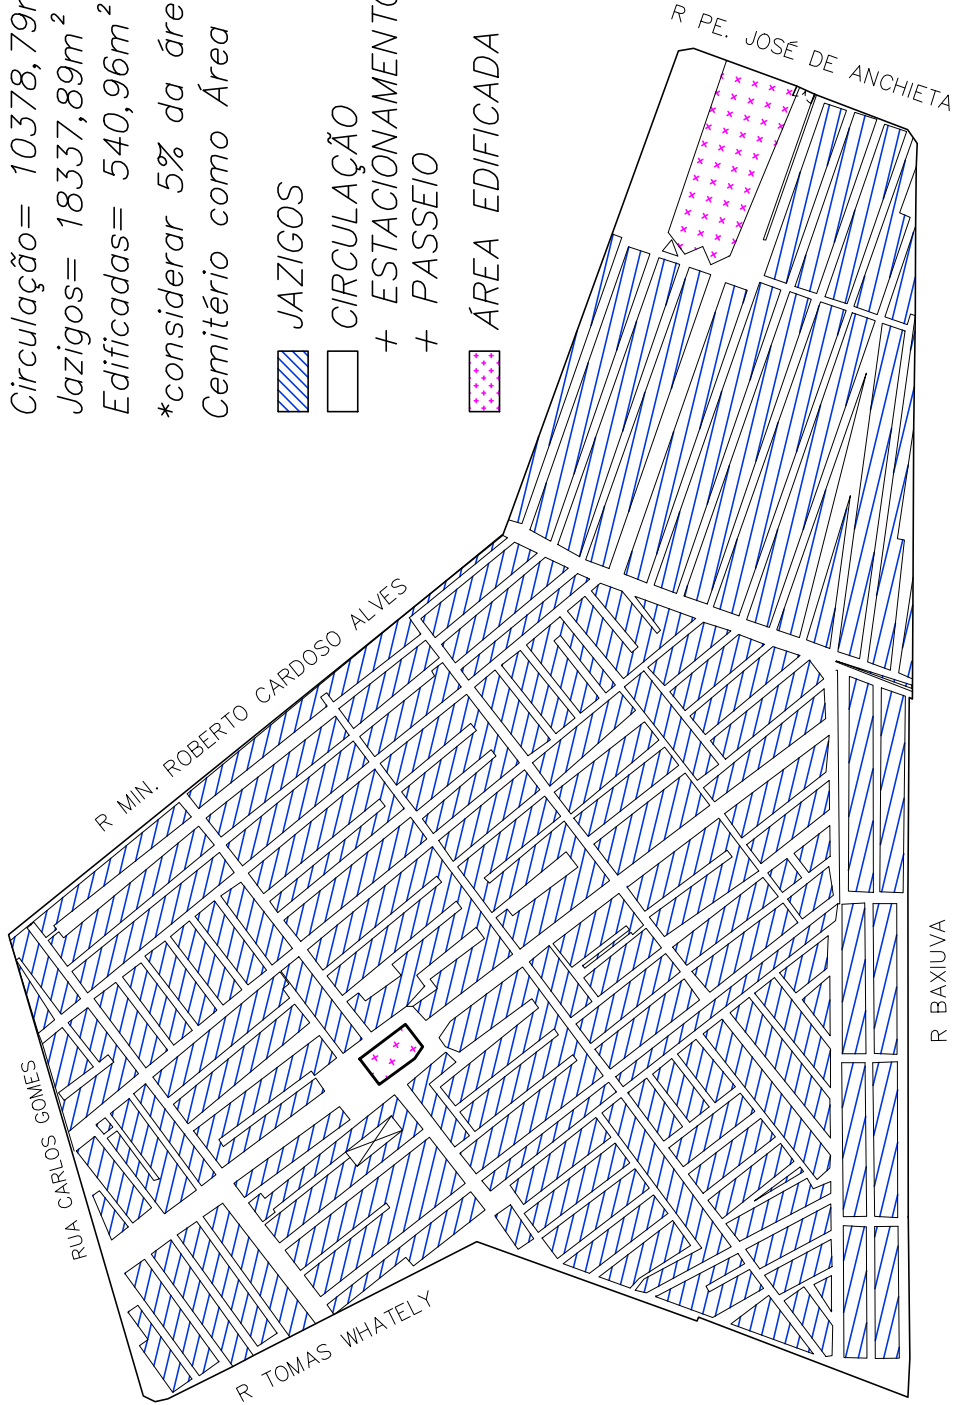 Circulação= 10378,79
Jazigos= 18337,89m²
Edificadas= 540,96m²
*considerar 5% da
Cemitério como Área
JAZIGOS
CIRCULAÇÃO
+ ESTACIONAMENTO
+ PASSEIO
ÁREA EDIFICADA
R PE. JOSÉ DE ANCHIETA
R MIN. ROBERTO CARDOSO ALVES
RUA CARLOS GOMES
R TOMAS WHATELY
R BAXIUVA